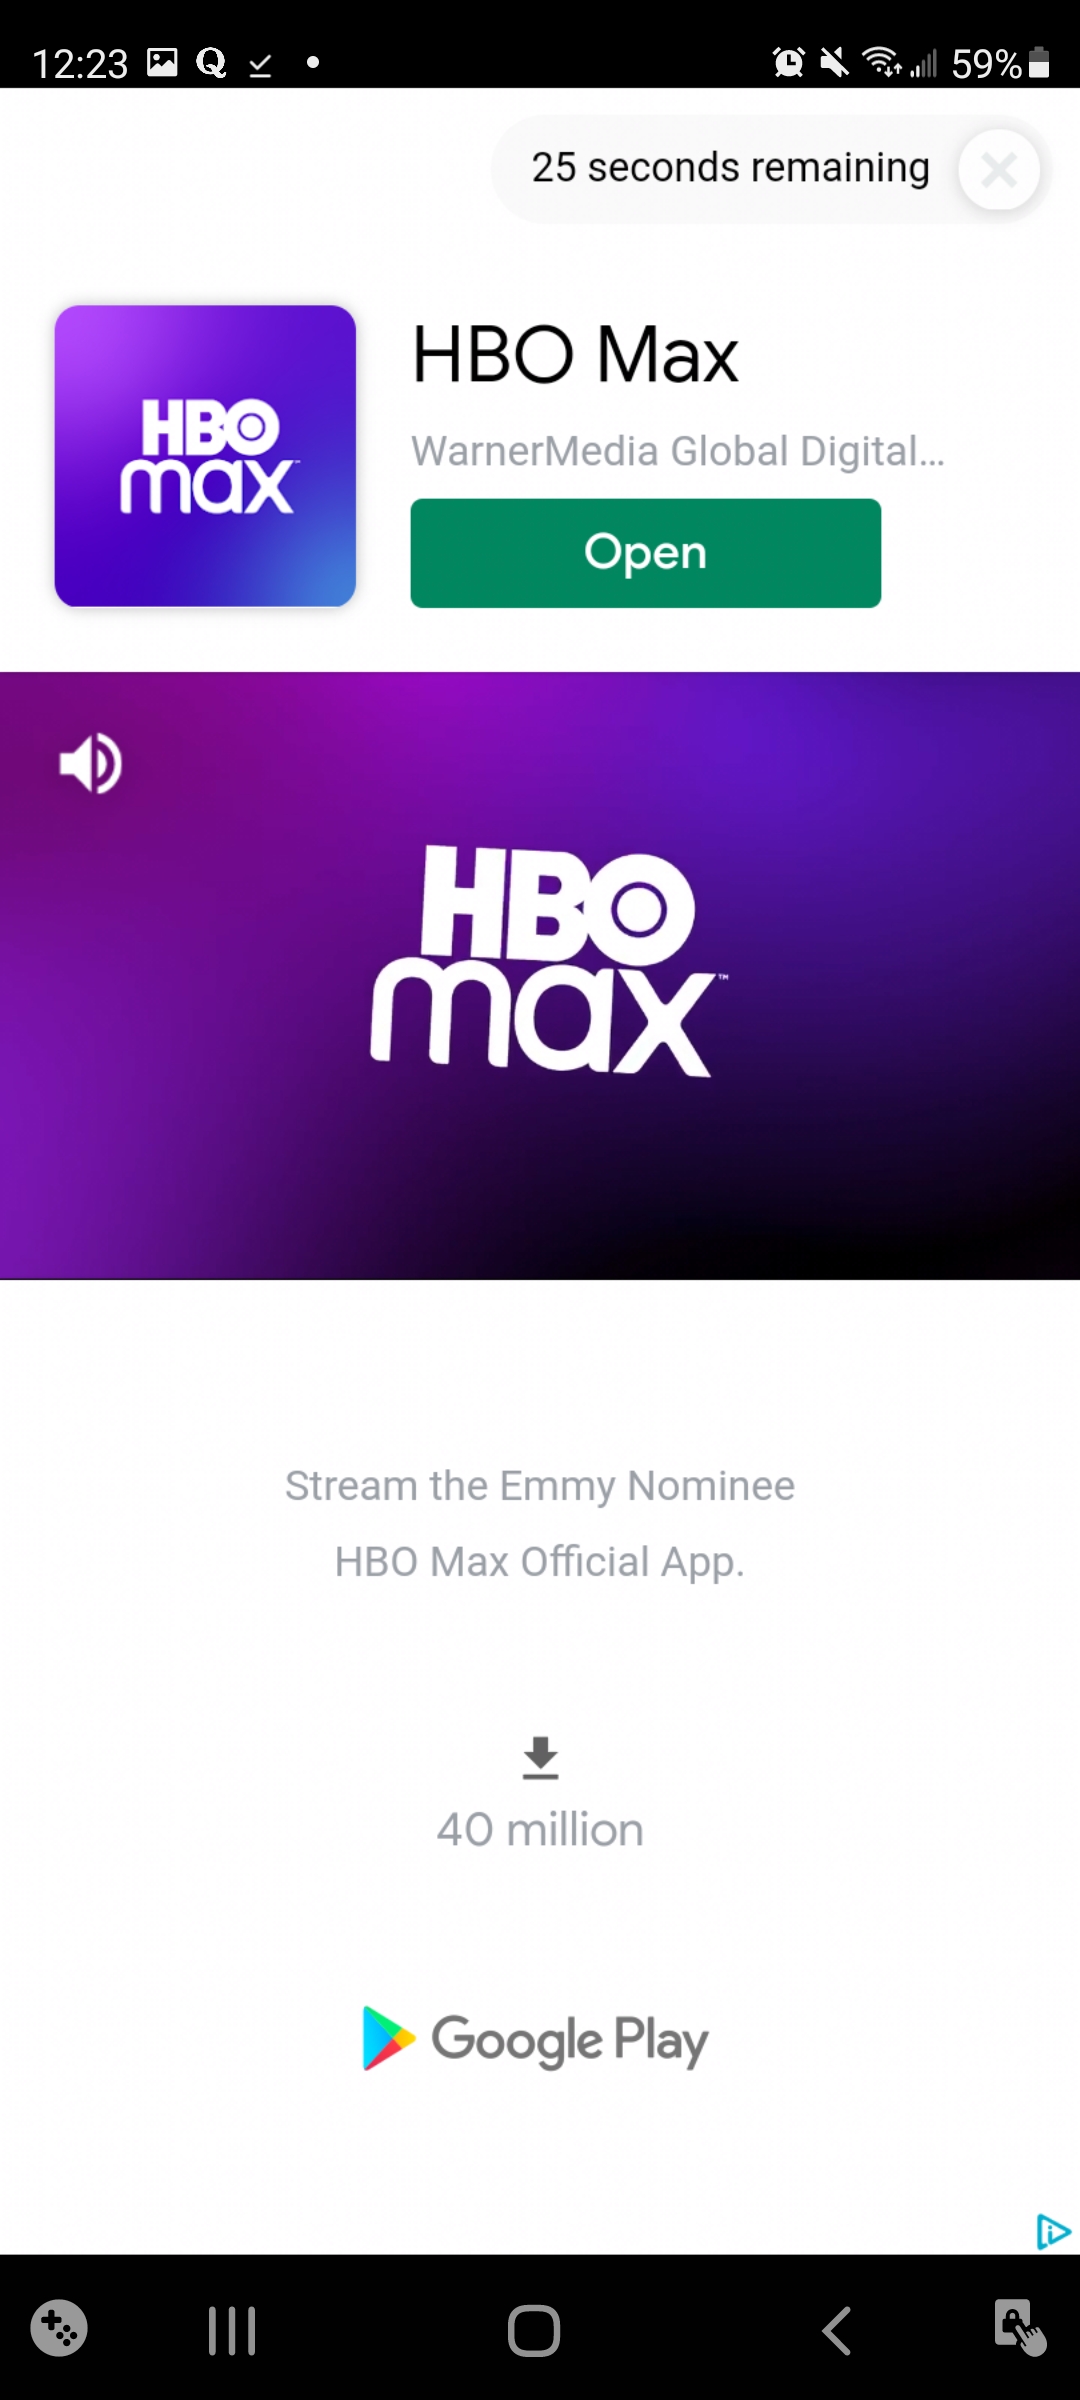 12:23 Q 59%
25 seconds remaining
HBO
max
HBO Max
WarnerMedia Global Digital...
Open
HBO
max™
Stream the Emmy Nominee
HBO Max Official App.
40 million
Google Play